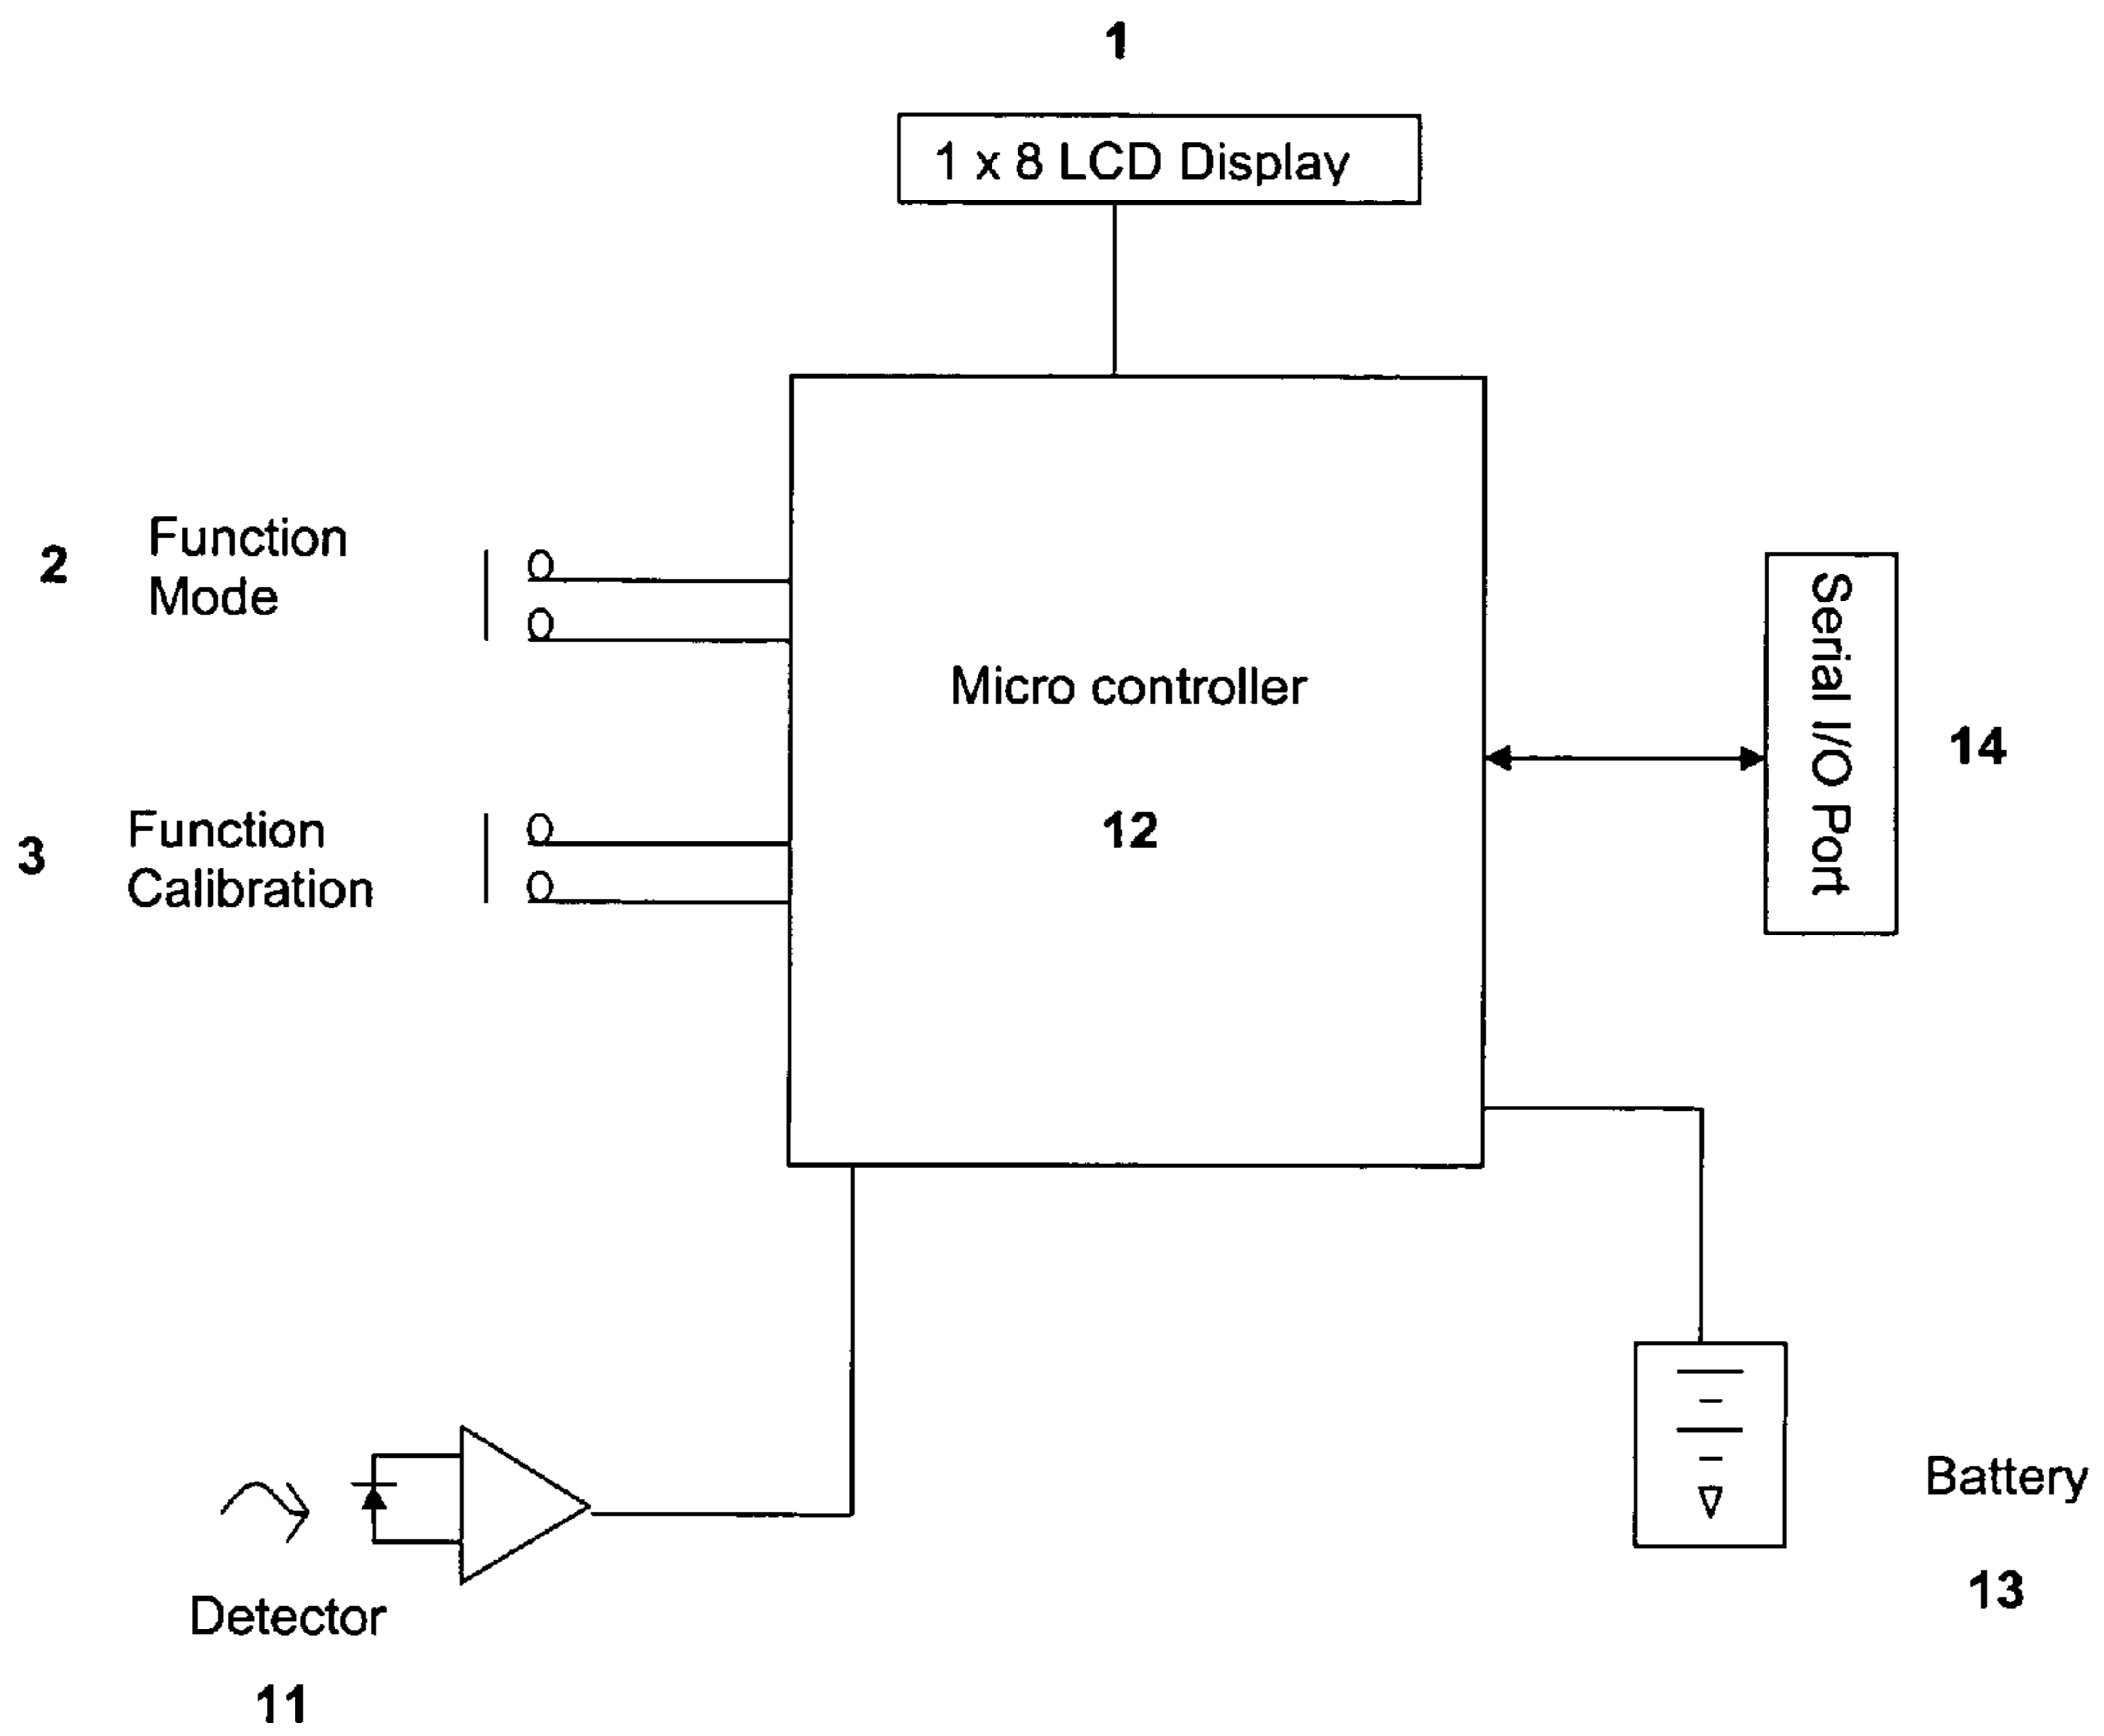 1
1 x 8 LCD Display
2
Function
Mode
Micro controller
12
3
Function
Calibration
Serial I/O Port
14
Battery
13
Detector
11